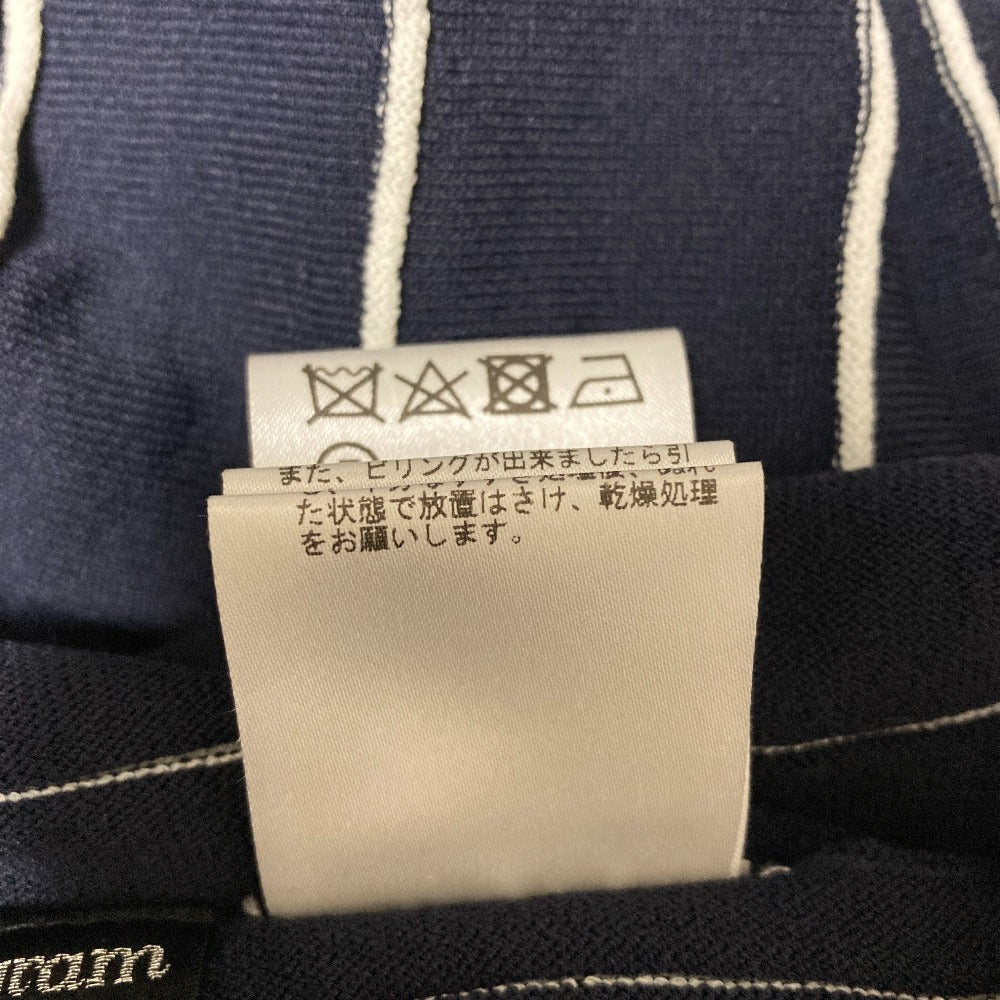 また、ピリングが出来ましたら引
た状態で放置はさけ、乾燥処理
をお願いします。
ram